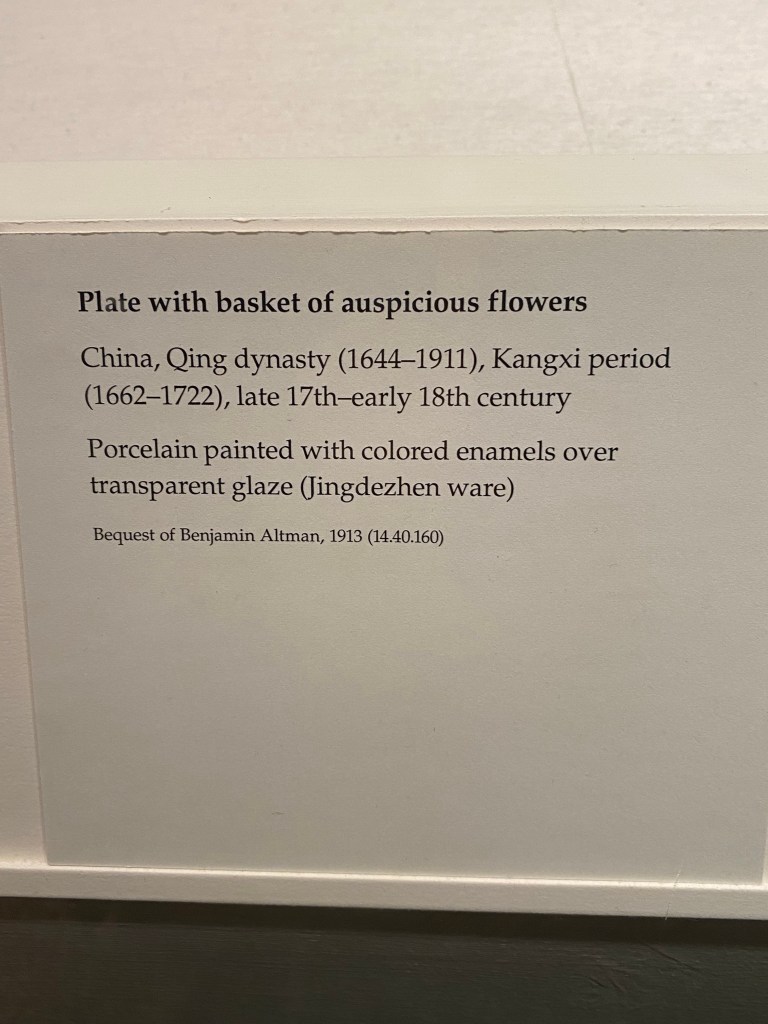 Plate with basket of auspicious flowers
China, Qing dynasty (1644–1911), Kangxi period
(1662–1722), late 17th–early 18th century
Porcelain painted with colored enamels over
transparent glaze (Jingdezhen ware)
Bequest of Benjamin Altman, 1913 (14.40.160)